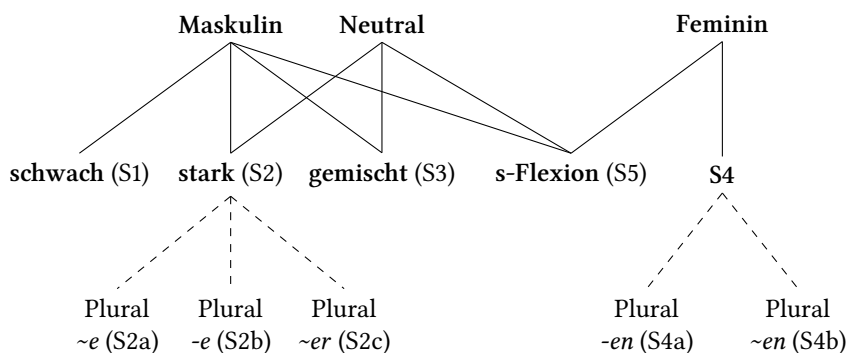 Maskulin Neutral Feminin
schwach (S1) stark (S2) gemischt (S3) s-Flexion (S5) S4
Plural Plural Plural Plural Plural
~e (S2a) -e (S2b) ~er (S2c) -en (S4a) ~en (S4b)